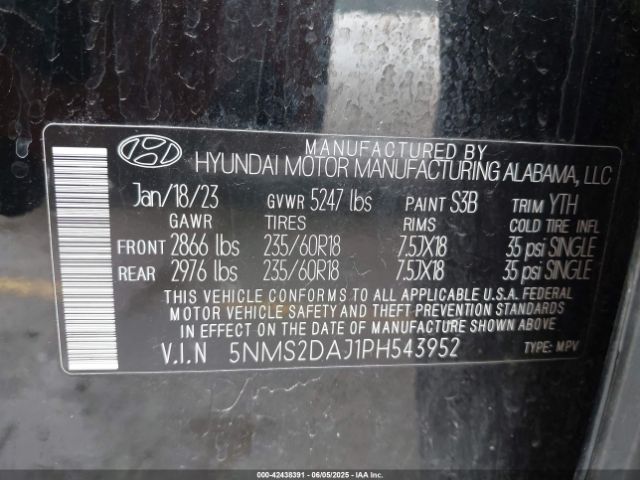 MANUFACTURED BY
HYUNDAI MOTOR MANUFACTURING ALABAMA, LLC
Jan/18/23 GVWR 5247 lbs PAINT S3B TRIM YTH
GAWR TIRES RIMS COLD TIRE INFL
FRONT 2866 lbs 235/60R18 7.5JX18 35 psi SINGLE
REAR 2976 lbs 235/60R18 7.5JX18 35 psi SINGLE
THIS VEHICLE CONFORMS TO ALL APPLICABLE U.S.A. FEDERAL
MOTOR VEHICLE SAFETY AND THEFT PREVENTION STANDARDS
IN EFFECT ON THE DATE OF MANUFACTURE SHOWN ABOVE.
V.I.N 5NMS2DAJ1PH543952 TYPE: MPV
000-42438391 - 06/05/2025 - IAAI.COM